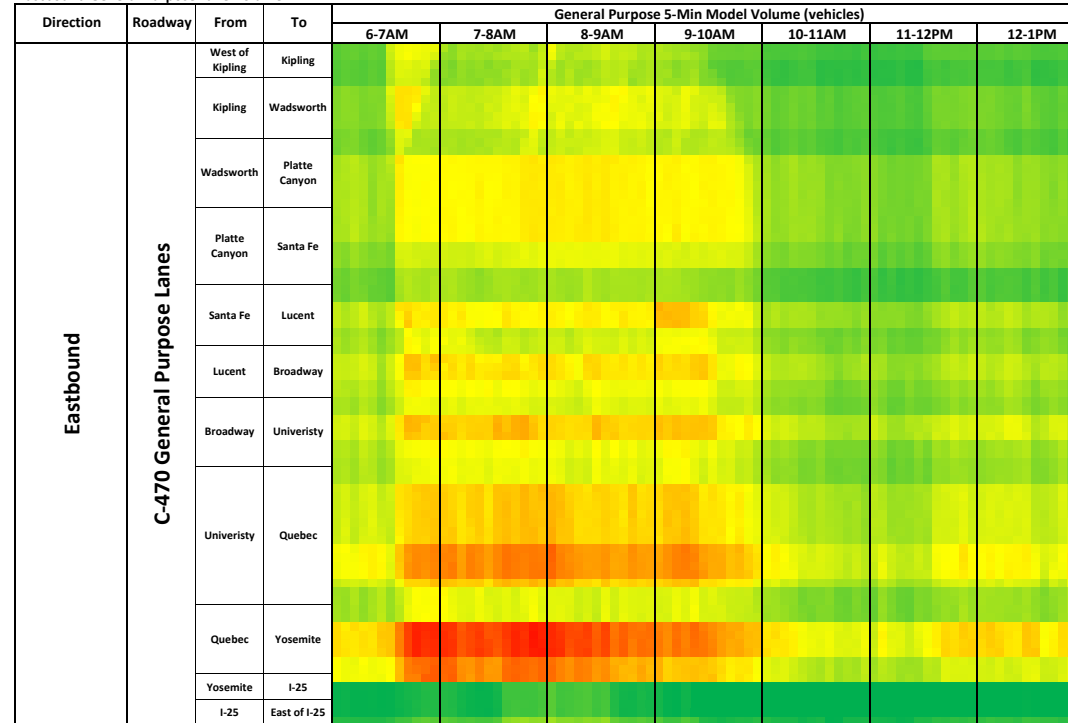 Direction Roadway From To General Purpose 5-Min Model Volume (vehicles)
6-7AM 7-8AM 8-9AM 9-10AM 10-11AM 11-12PM 12-1PM
Eastbound
C-470 General Purpose Lanes
West of Kipling Kipling
Kipling Wadsworth
Wadsworth Platte Canyon
Platte Canyon Santa Fe
Santa Fe Lucent
Lucent Broadway
Broadway Univeristy
Univeristy Quebec
Quebec Yosemite
Yosemite I-25
I-25 East of I-25